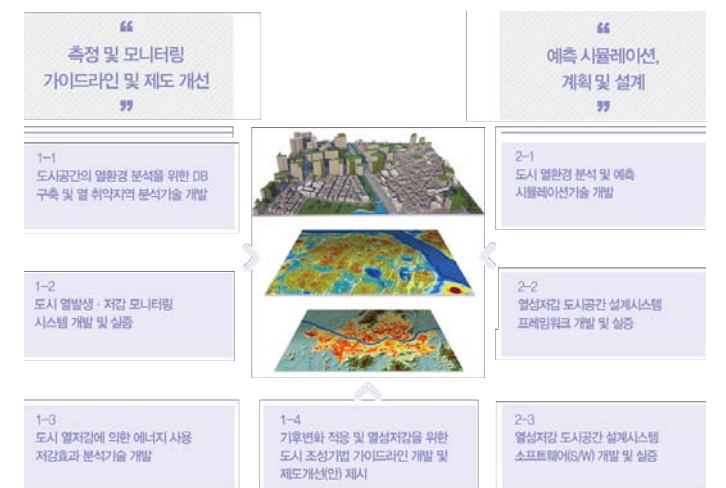 “
측정 및 모니터링
가이드라인 및 제도 개선
”
“
예측 시뮬레이션,
계획 및 설계
”
1-1
도시공간의 열환경 분석을 위한 DB
구축 및 열 취약지역 분석기술 개발
2-1
도시 열환경 분석 및 예측
시뮬레이션기술 개발
1-2
도시 열발생 · 저감 모니터링
시스템 개발 및 실증
2-2
열섬저감 도시공간 설계시스템
프레임워크 개발 및 실증
1-3
도시 열저감에 의한 에너지 사용
저감효과 분석기술 개발
1-4
기후변화 적응 및 열섬저감을 위한
도시 조성기법 가이드라인 개발 및
제도개선(안) 제시
2-3
열섬저감 도시공간 설계시스템
소프트웨어(S/W) 개발 및 실증